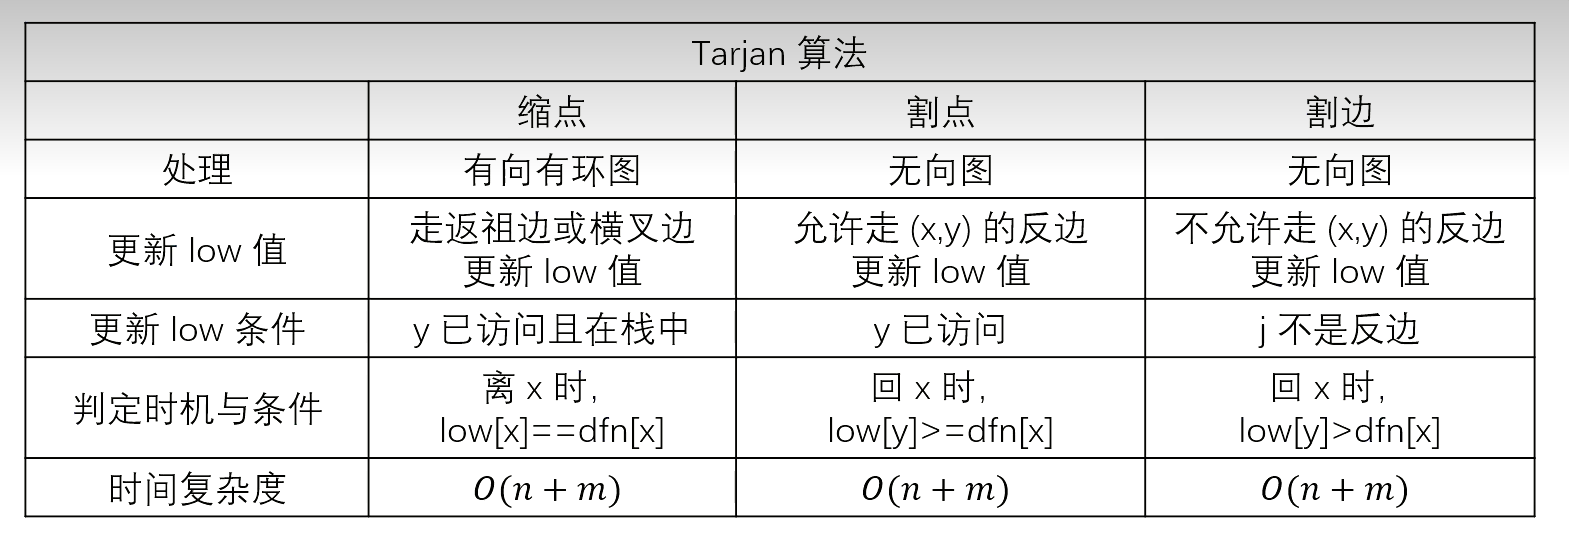 Tarjan 算法
缩点
割点
割边
处理
有向有环图
无向图
无向图
更新 low 值
走返祖边或横叉边
更新 low 值
允许走 (x,y) 的反边
更新 low 值
不允许走 (x,y) 的反边
更新 low 值
更新 low 条件
y 已访问且在栈中
y 已访问
j 不是反边
判定时机与条件
离 x 时,
low[x]==dfn[x]
回 x 时,
low[y]>=dfn[x]
回 x 时,
low[y]>dfn[x]
时间复杂度
O(n + m)
O(n + m)
O(n + m)